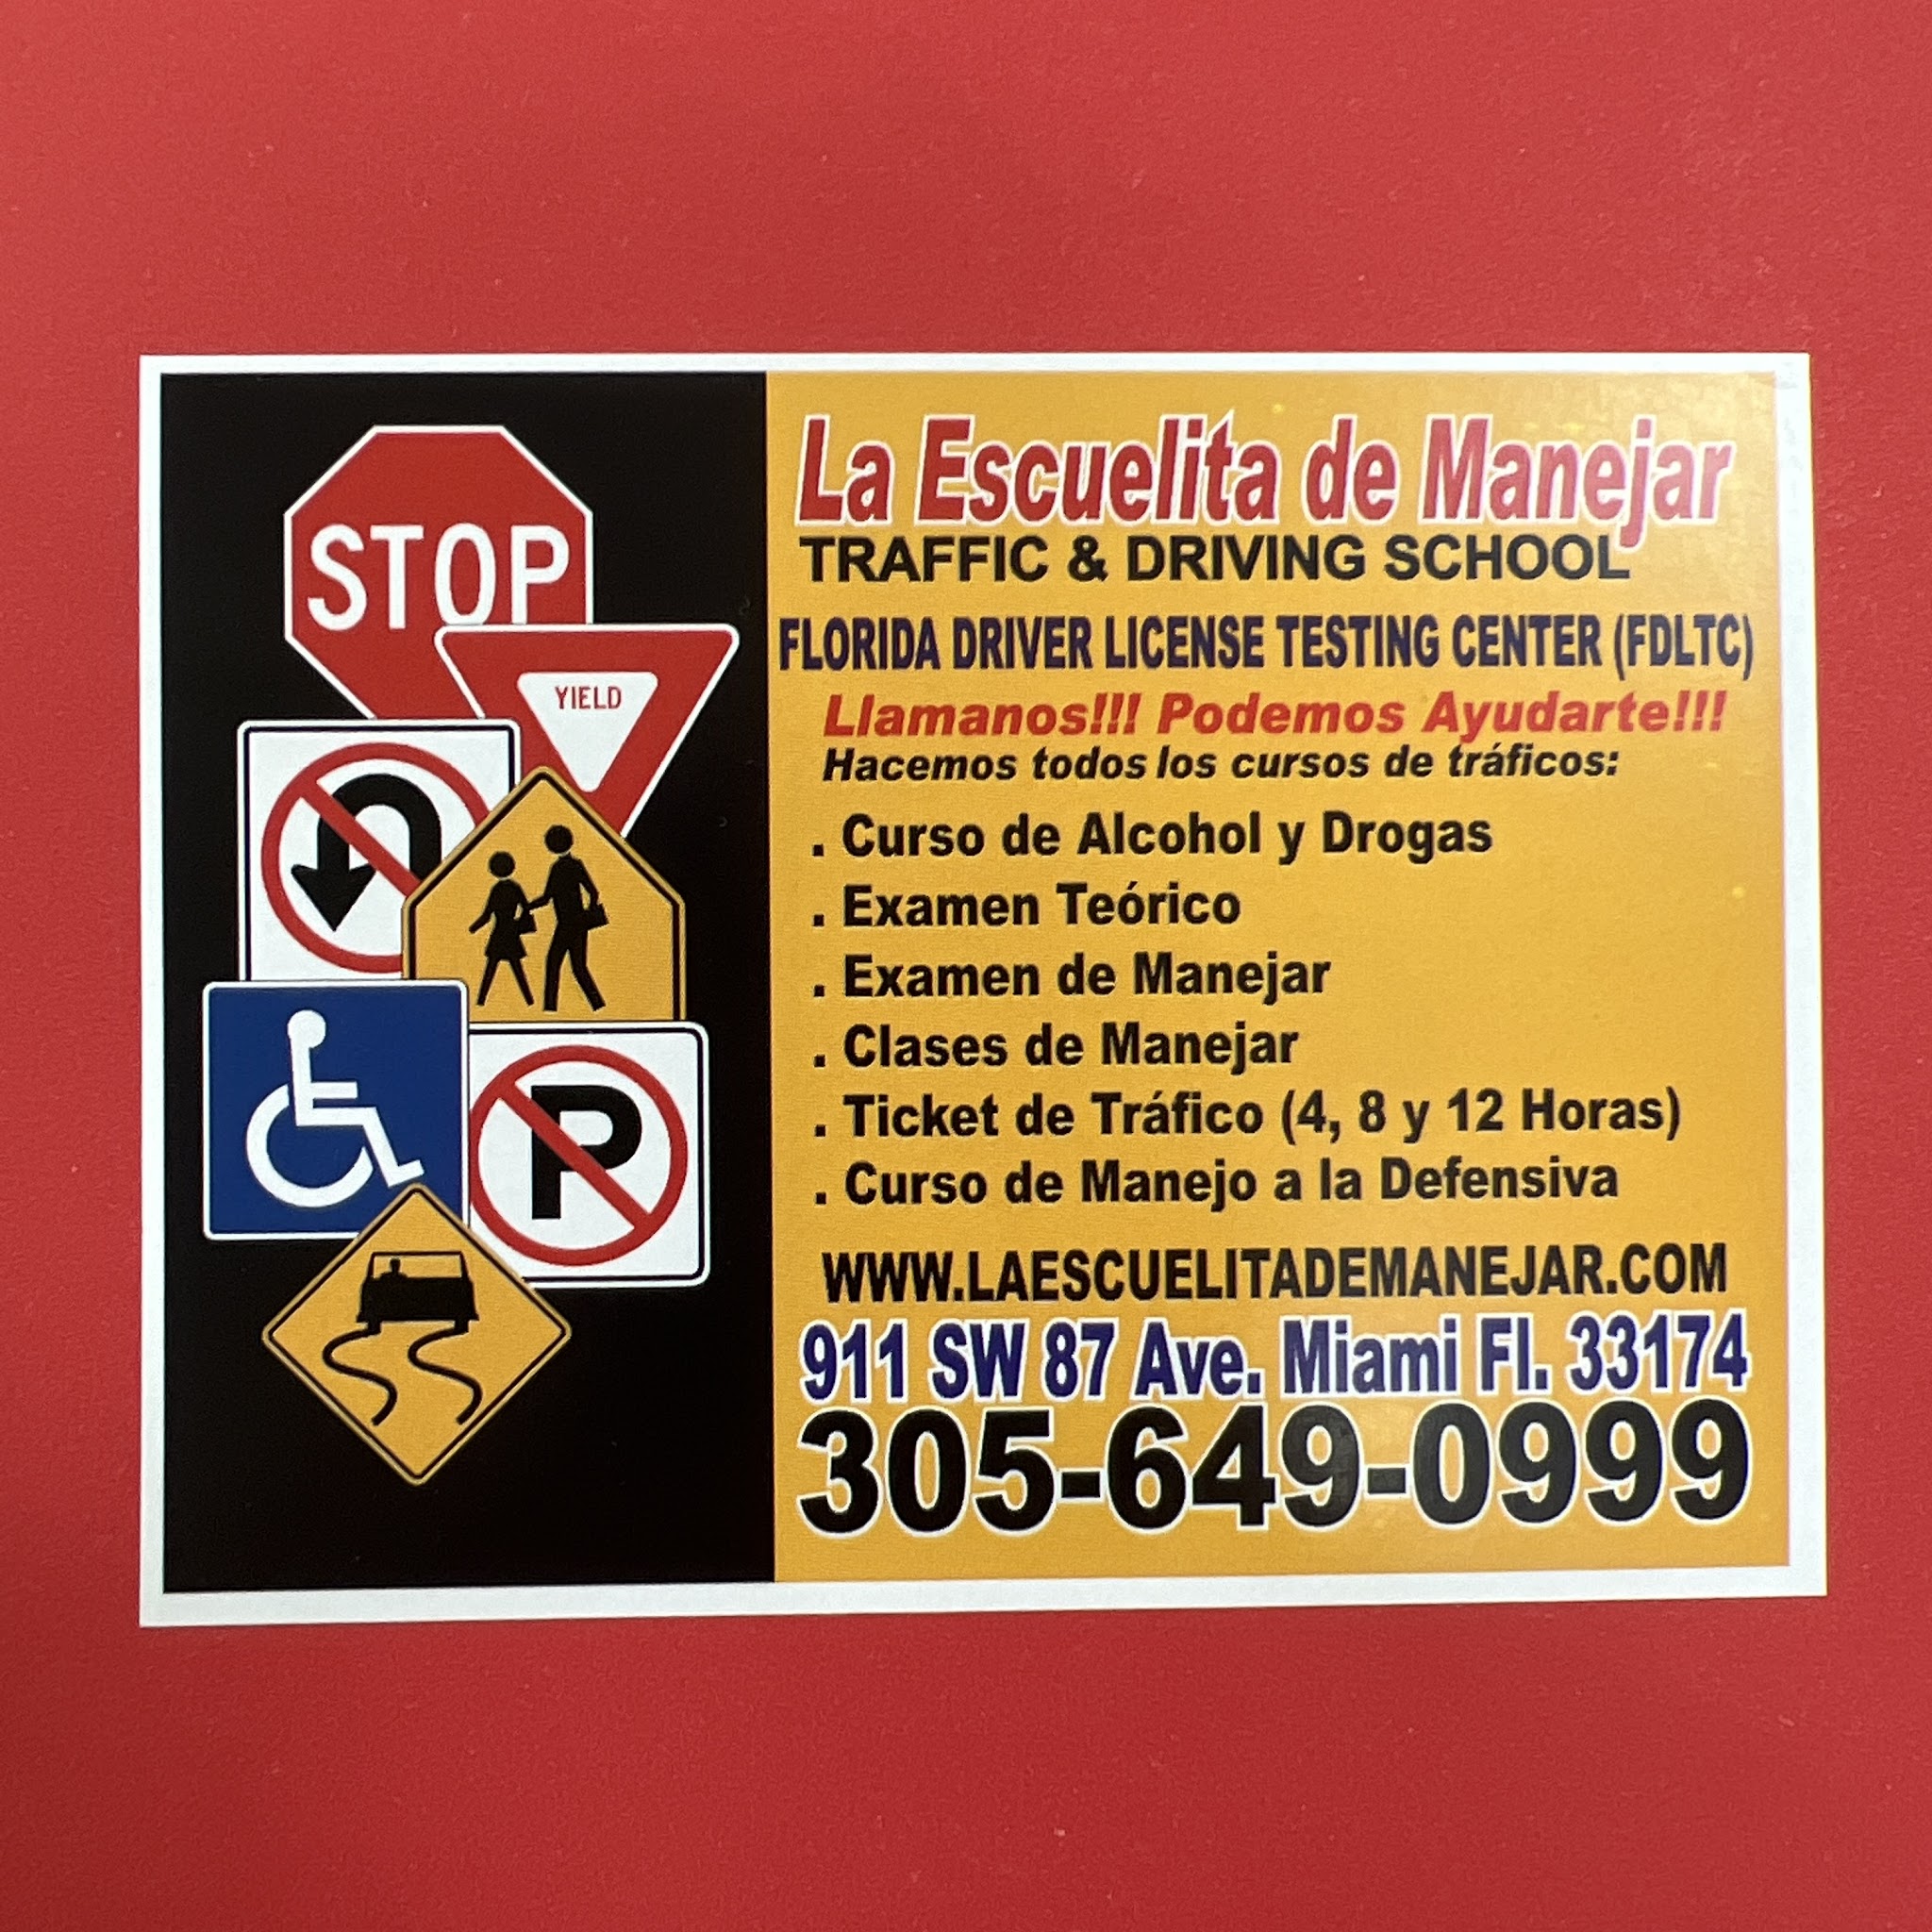 STOP
YIELD
P
La Escuelita de Manejar
TRAFFIC & DRIVING SCHOOL
FLORIDA DRIVER LICENSE TESTING CENTER (FDLTC)
Llamanos!!! Podemos Ayudarte!!!
Hacemos todos los cursos de tráficos:
. Curso de Alcohol y Drogas
. Examen Teórico
. Examen de Manejar
. Clases de Manejar
. Ticket de Tráfico (4, 8 y 12 Horas)
. Curso de Manejo a la Defensiva
WWW.LAESCUELITADEMANEJAR.COM
911 SW 87 Ave. Miami Fl. 33174
305-649-0999